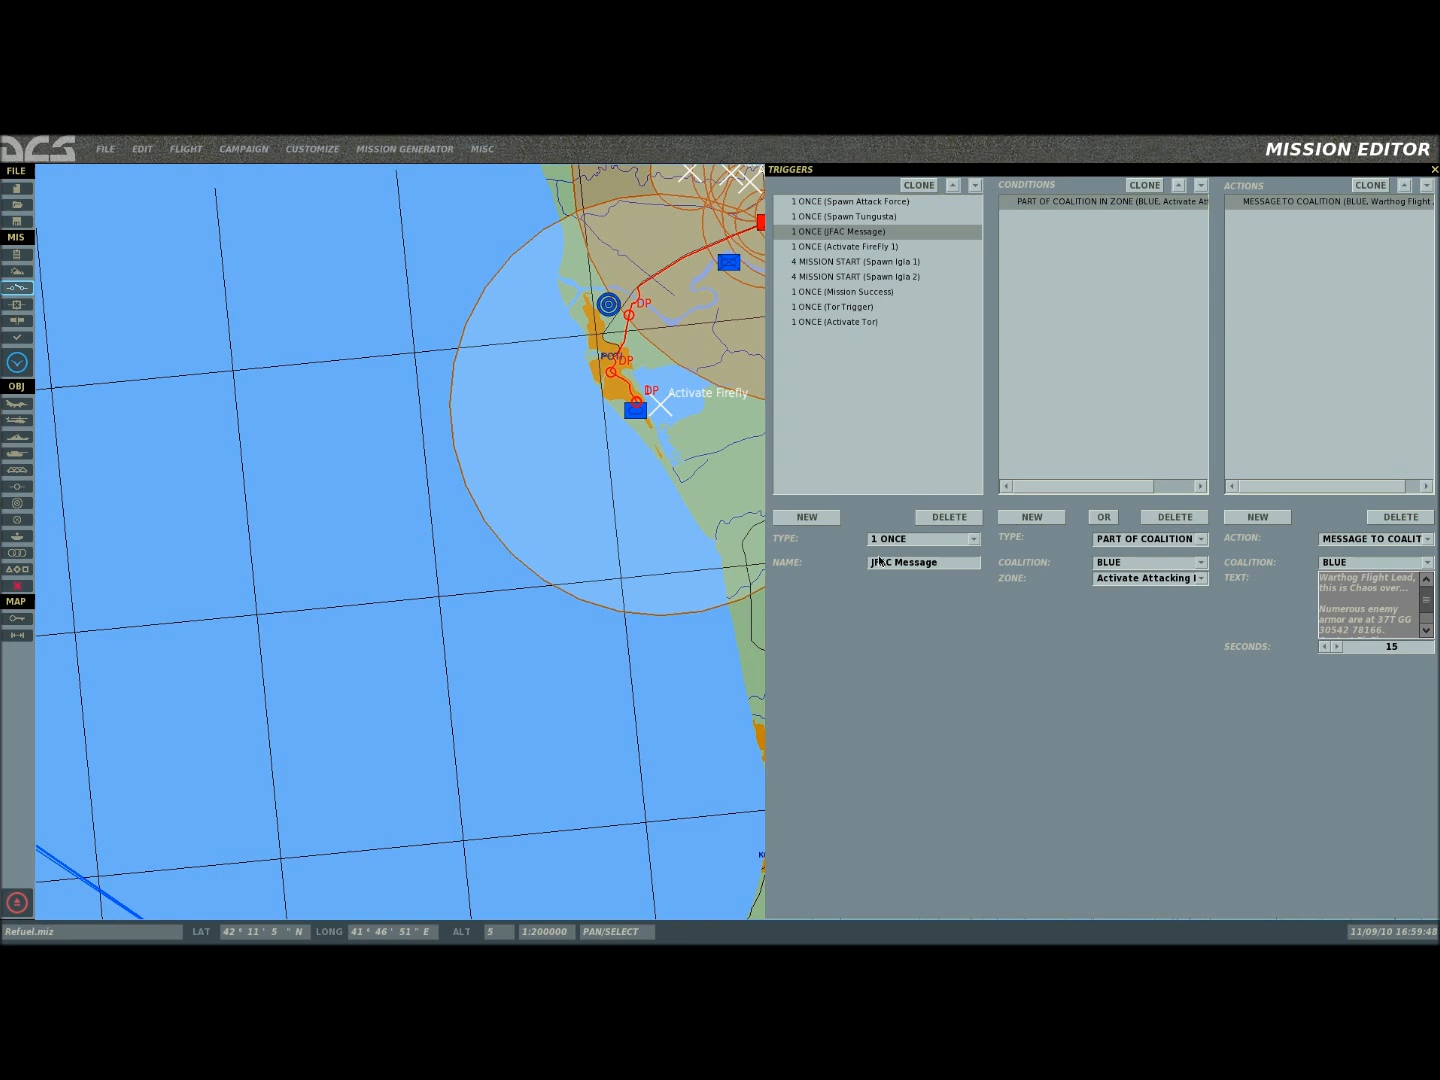 DCS
FILE EDIT FLIGHT CAMPAIGN CUSTOMIZE MISSION GENERATOR MISC
MISSION EDITOR
FILE
MIS
OBJ
MAP
DP
POTI
DP
DP
Activate Firefly
TRIGGERS
CLONE
1 ONCE (Spawn Attack Force)
1 ONCE (Spawn Tungusta)
1 ONCE (JFAC Message)
1 ONCE (Activate FireFly 1)
4 MISSION START (Spawn Igla 1)
4 MISSION START (Spawn Igla 2)
1 ONCE (Mission Success)
1 ONCE (Tor Trigger)
1 ONCE (Activate Tor)
NEW DELETE
TYPE: 1 ONCE
NAME: JFAC Message
CONDITIONS CLONE
PART OF COALITION IN ZONE (BLUE, Activate Att
NEW OR DELETE
TYPE: PART OF COALITION
COALITION: BLUE
ZONE: Activate Attacking
ACTIONS CLONE
MESSAGE TO COALITION (BLUE, Warthog Flight
NEW DELETE
ACTION: MESSAGE TO COALIT
COALITION: BLUE
TEXT: Warthog Flight Lead,
this is Chaos over...
Numerous enemy
armor are at 37T GG
30542 78166.
SECONDS: 15
Refuel.miz LAT 42 ° 11 ' 5 " N LONG 41 ° 46 ' 51 " E ALT 5 1:200000 PAN/SELECT 11/09/10 16:59:48